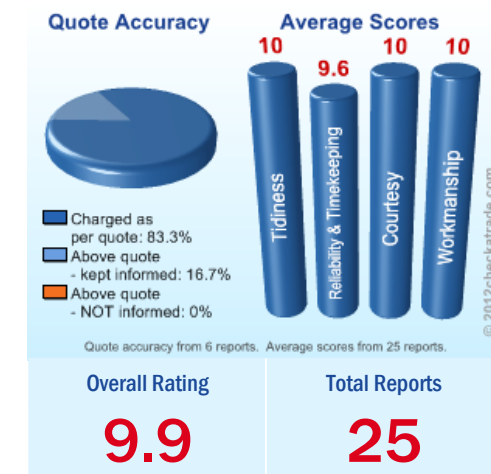 Quote Accuracy
Average Scores
10
9.6
10
10
Tidiness
Reliability & Timekeeping
Courtesy
Workmanship
Charged as
per quote: 83.3%
Above quote
- kept informed: 16.7%
Above quote
- NOT informed: 0%
© 2012checkatrade.com
Quote accuracy from 6 reports. Average scores from 25 reports.
Overall Rating
Total Reports
9.9
25